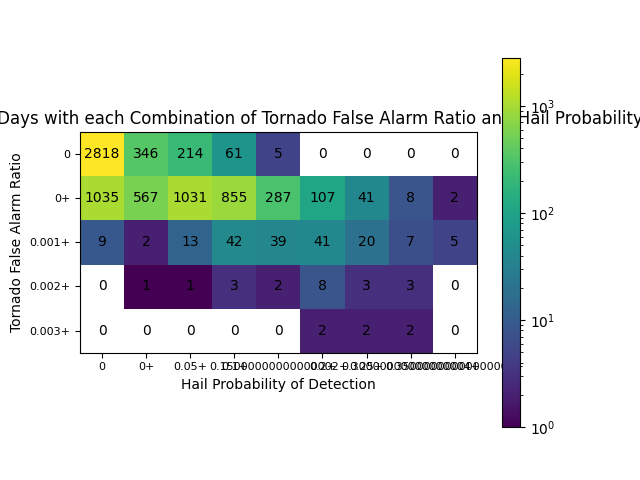 Days with each Combination of Tornado False Alarm Ratio an Hail Probability
Tornado False Alarm Ratio
0 2818 346 214 61 5 0 0 0 0
0+ 1035 567 1031 855 287 107 41 8 2
0.001+ 9 2 13 42 39 41 20 7 5
0.002+ 0 1 1 3 2 8 3 3 0
0.003+ 0 0 0 0 0 2 2 2 0
0 0+ 0.05+
Hail Probability of Detection
10³
10²
10¹
10⁰